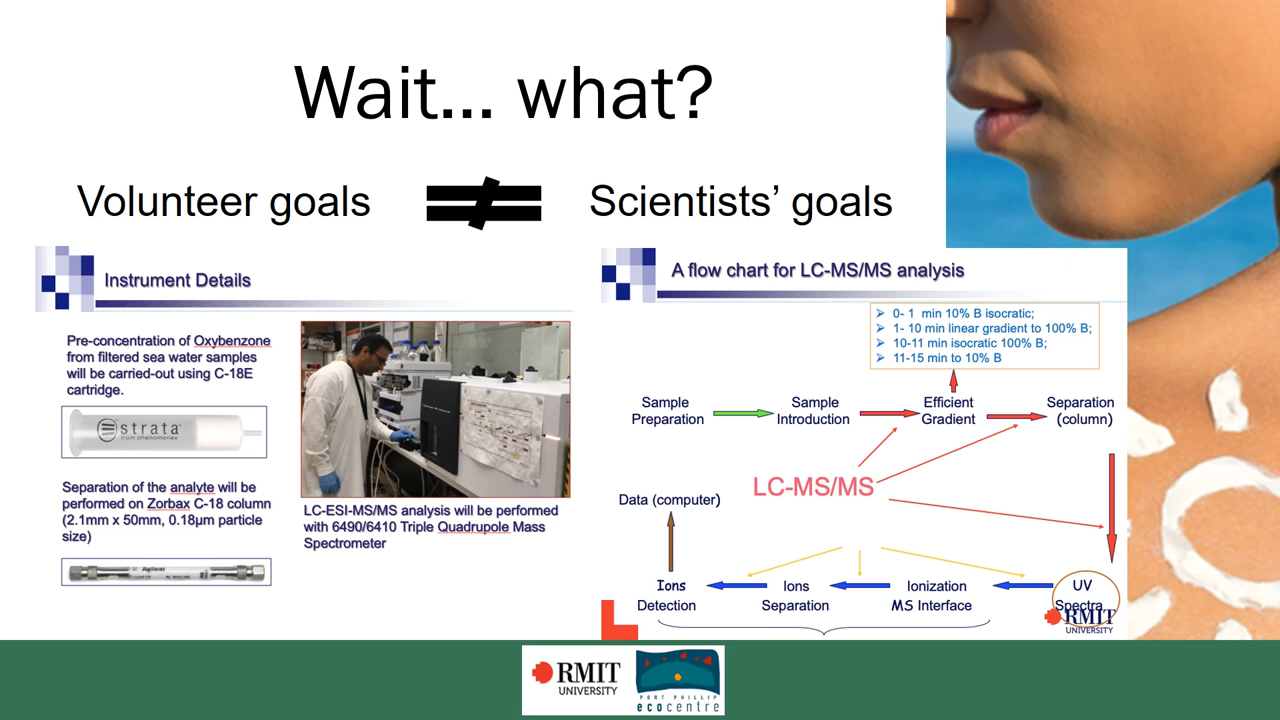 Wait... what?
Volunteer goals
≠
Scientists’ goals
Instrument Details
Pre-concentration of Oxybenzone
from filtered sea water samples
will be carried-out using C-18E
cartridge.
strata
from phenomenex
Separation of the analyte will be
performed on Zorbax C-18 column
(2.1mm x 50mm, 0.18µm particle
size)
Agilent
LC-ESI-MS/MS analysis will be performed
with 6490/6410 Triple Quadrupole Mass
Spectrometer
A flow chart for LC-MS/MS analysis
➢ 0- 1 min 10% B isocratic;
➢ 1- 10 min linear gradient to 100% B;
➢ 10-11 min isocratic 100% B;
➢ 11-15 min to 10% B
Sample
Preparation
Sample
Introduction
Efficient
Gradient
Separation
(column)
LC-MS/MS
Data (computer)
Ions
Detection
Ions
Separation
Ionization
MS Interface
UV
Spectra
RMIT
UNIVERSITY
RMIT
UNIVERSITY
PORT PHILLIP
ecocentre